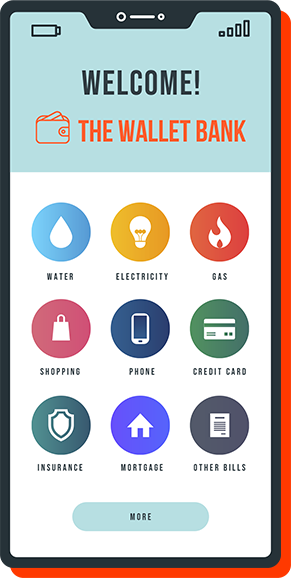 WELCOME!
THE WALLET BANK
WATER ELECTRICITY GAS
SHOPPING PHONE CREDIT CARD
INSURANCE MORTGAGE OTHER BILLS
MORE